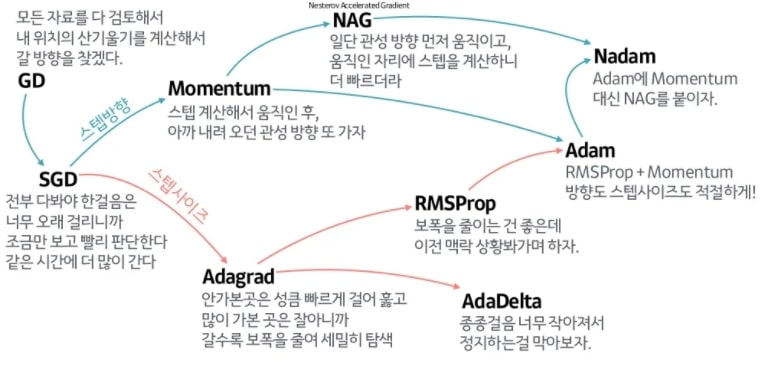 모든 자료를 다 검토해서
내 위치의 산기울기를 계산해서
갈 방향을 찾겠다.
GD
Nesterov Accelerated Gradient
NAG
일단 관성 방향 먼저 움직이고,
움직인 자리에 스텝을 계산하니
더 빠르더라
Nadam
Adam에 Momentum
대신 NAG를 붙이자.
Momentum
스텝 계산해서 움직인 후,
아까 내려 오던 관성 방향 또 가자
스텝방향
Adam
RMSProp + Momentum
방향도 스텝사이즈도 적절하게!
SGD
전부 다봐야 한걸음은
너무 오래 걸리니까
조금만 보고 빨리 판단한다
같은 시간에 더 많이 간다
스텝사이즈
RMSProp
보폭을 줄이는 건 좋은데
이전 맥락 상황봐가며 하자.
Adagrad
안가본곳은 성큼 빠르게 걸어 훑고
많이 가본 곳은 잘아니까
갈수록 보폭을 줄여 세밀히 탐색
AdaDelta
종종걸음 너무 작아져서
정지하는걸 막아보자.